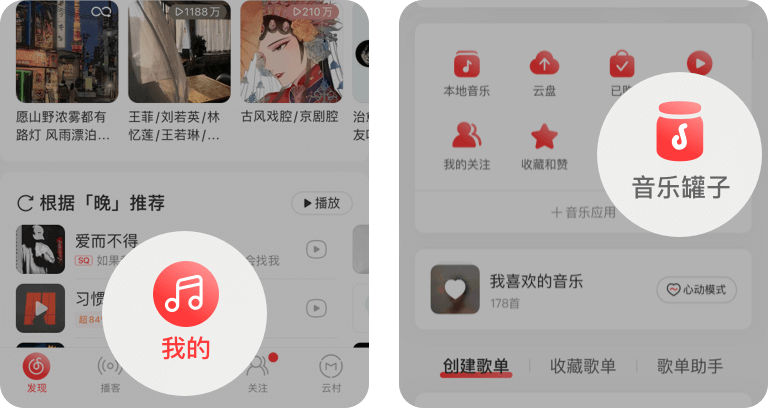 1188万
210万
愿山野浓雾都有
路灯 风雨漂泊...
王菲/刘若英/林
忆莲/王若琳/...
古风戏腔/京剧腔
根据「晚」推荐
播放
爱而不得
SQ 如果
会找我
习惯
超84
我的
发现
播客
关注
云村
本地音乐
云盘
我的关注
收藏和赞
音乐罐子
+音乐应用
我喜欢的音乐
178首
心动模式
创建歌单
收藏歌单
歌单助手